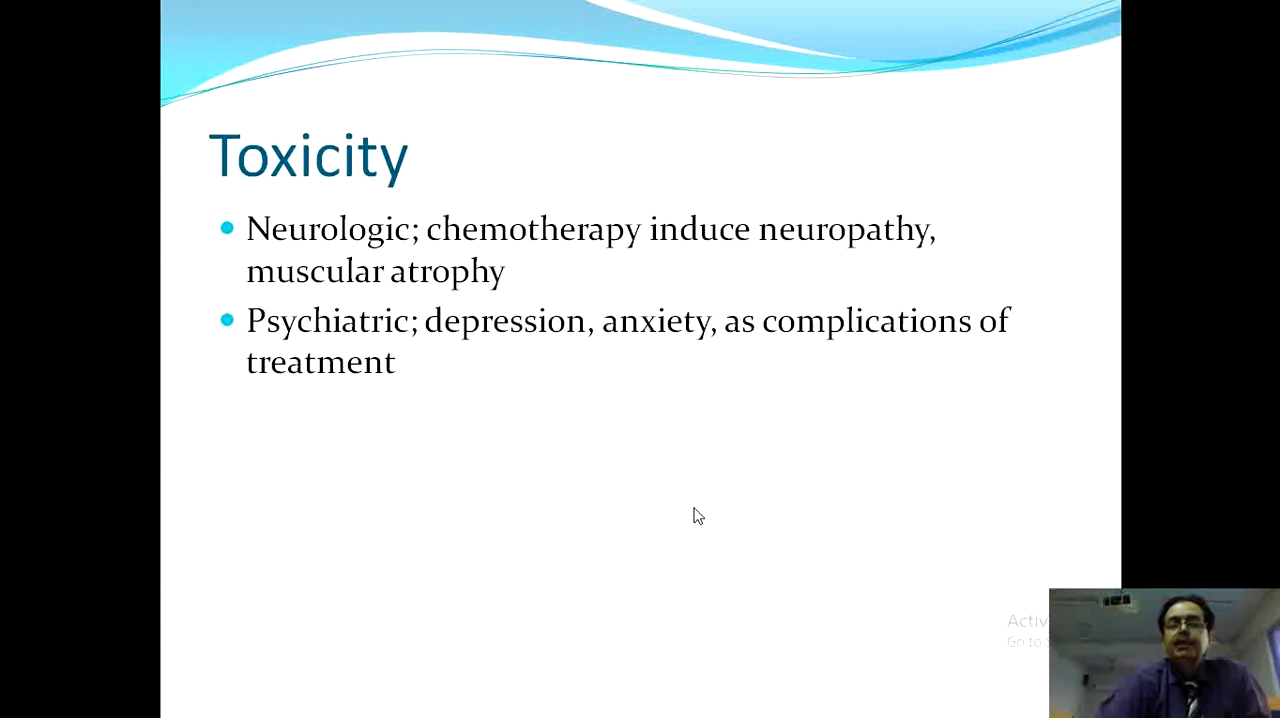 Toxicity
Neurologic; chemotherapy induce neuropathy,
muscular atrophy
Psychiatric; depression, anxiety, as complications of
treatment
Activ
Go to S